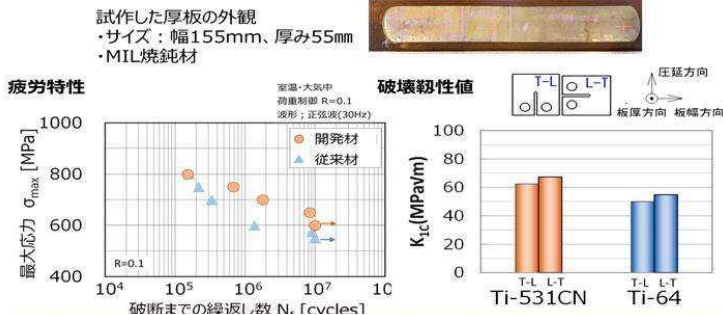 試作した厚板の外観
・サイズ：幅155mm、厚み55mm
・MIL焼鈍材
疲労特性
室温・大気中
荷重制御 R=0.1
波形；正弦波(30Hz)
破壊靱性値
T-L
L-T
圧延方向
板厚方向 板幅方向
最大応力 σmax [MPa]
1000
800
600
400
開発材
従来材
R=0.1
10⁴ 10⁵ 10⁶ 10⁷ 10
破断までの繰返し数 Nf [cycles]
K1C(MPa√m)
100
80
60
40
20
0
T-L L-T T-L L-T
Ti-531CN Ti-64